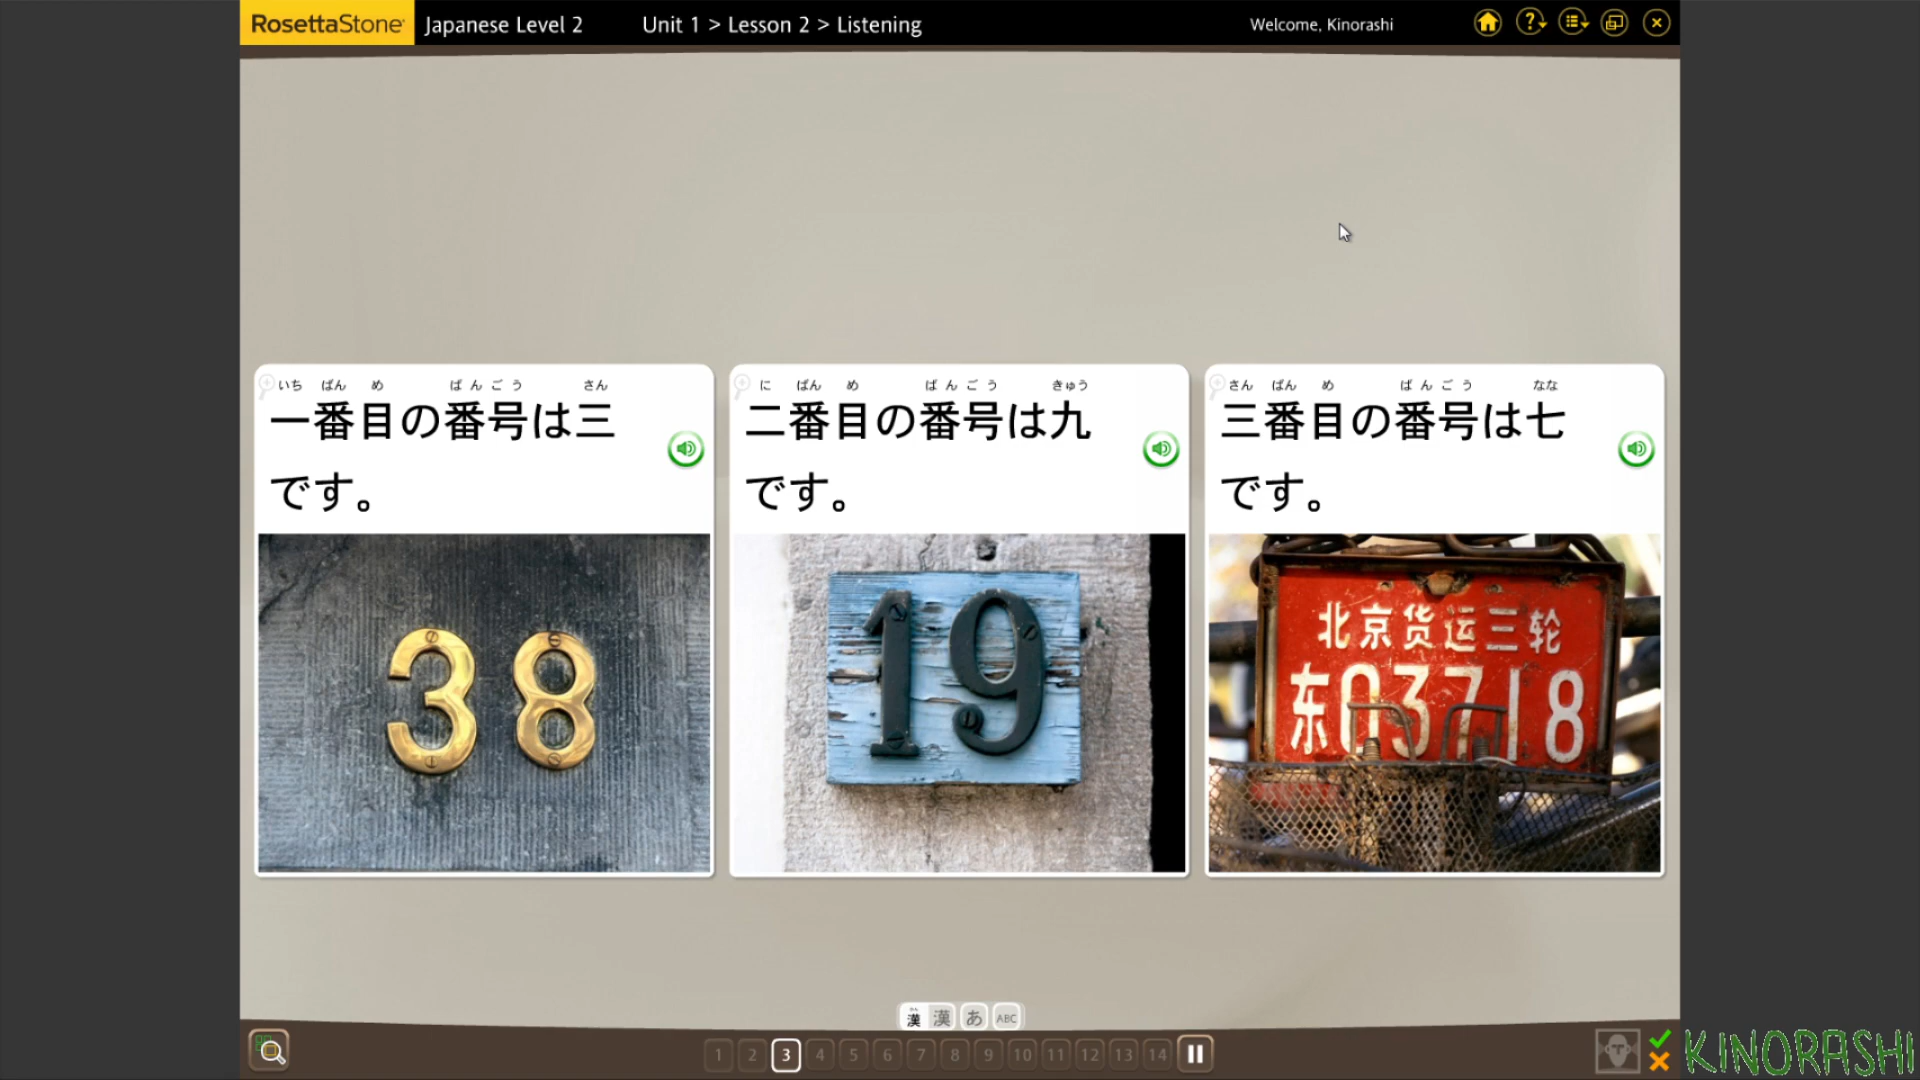 RosettaStone
Japanese Level 2
Unit 1 > Lesson 2 > Listening
Welcome, Kinorashi
いち ばん め ばんごう さん
一番目の番号は三
です。
に ばん め ばんごう きゅう
二番目の番号は九
です。
さん ばん め ばんごう なな
三番目の番号は七
です。
38
19
北京货运三轮
东03718
かん
漢 漢 あ ABC
1 2 3 4 5 6 7 8 9 10 11 12 13 14
KINORASHI